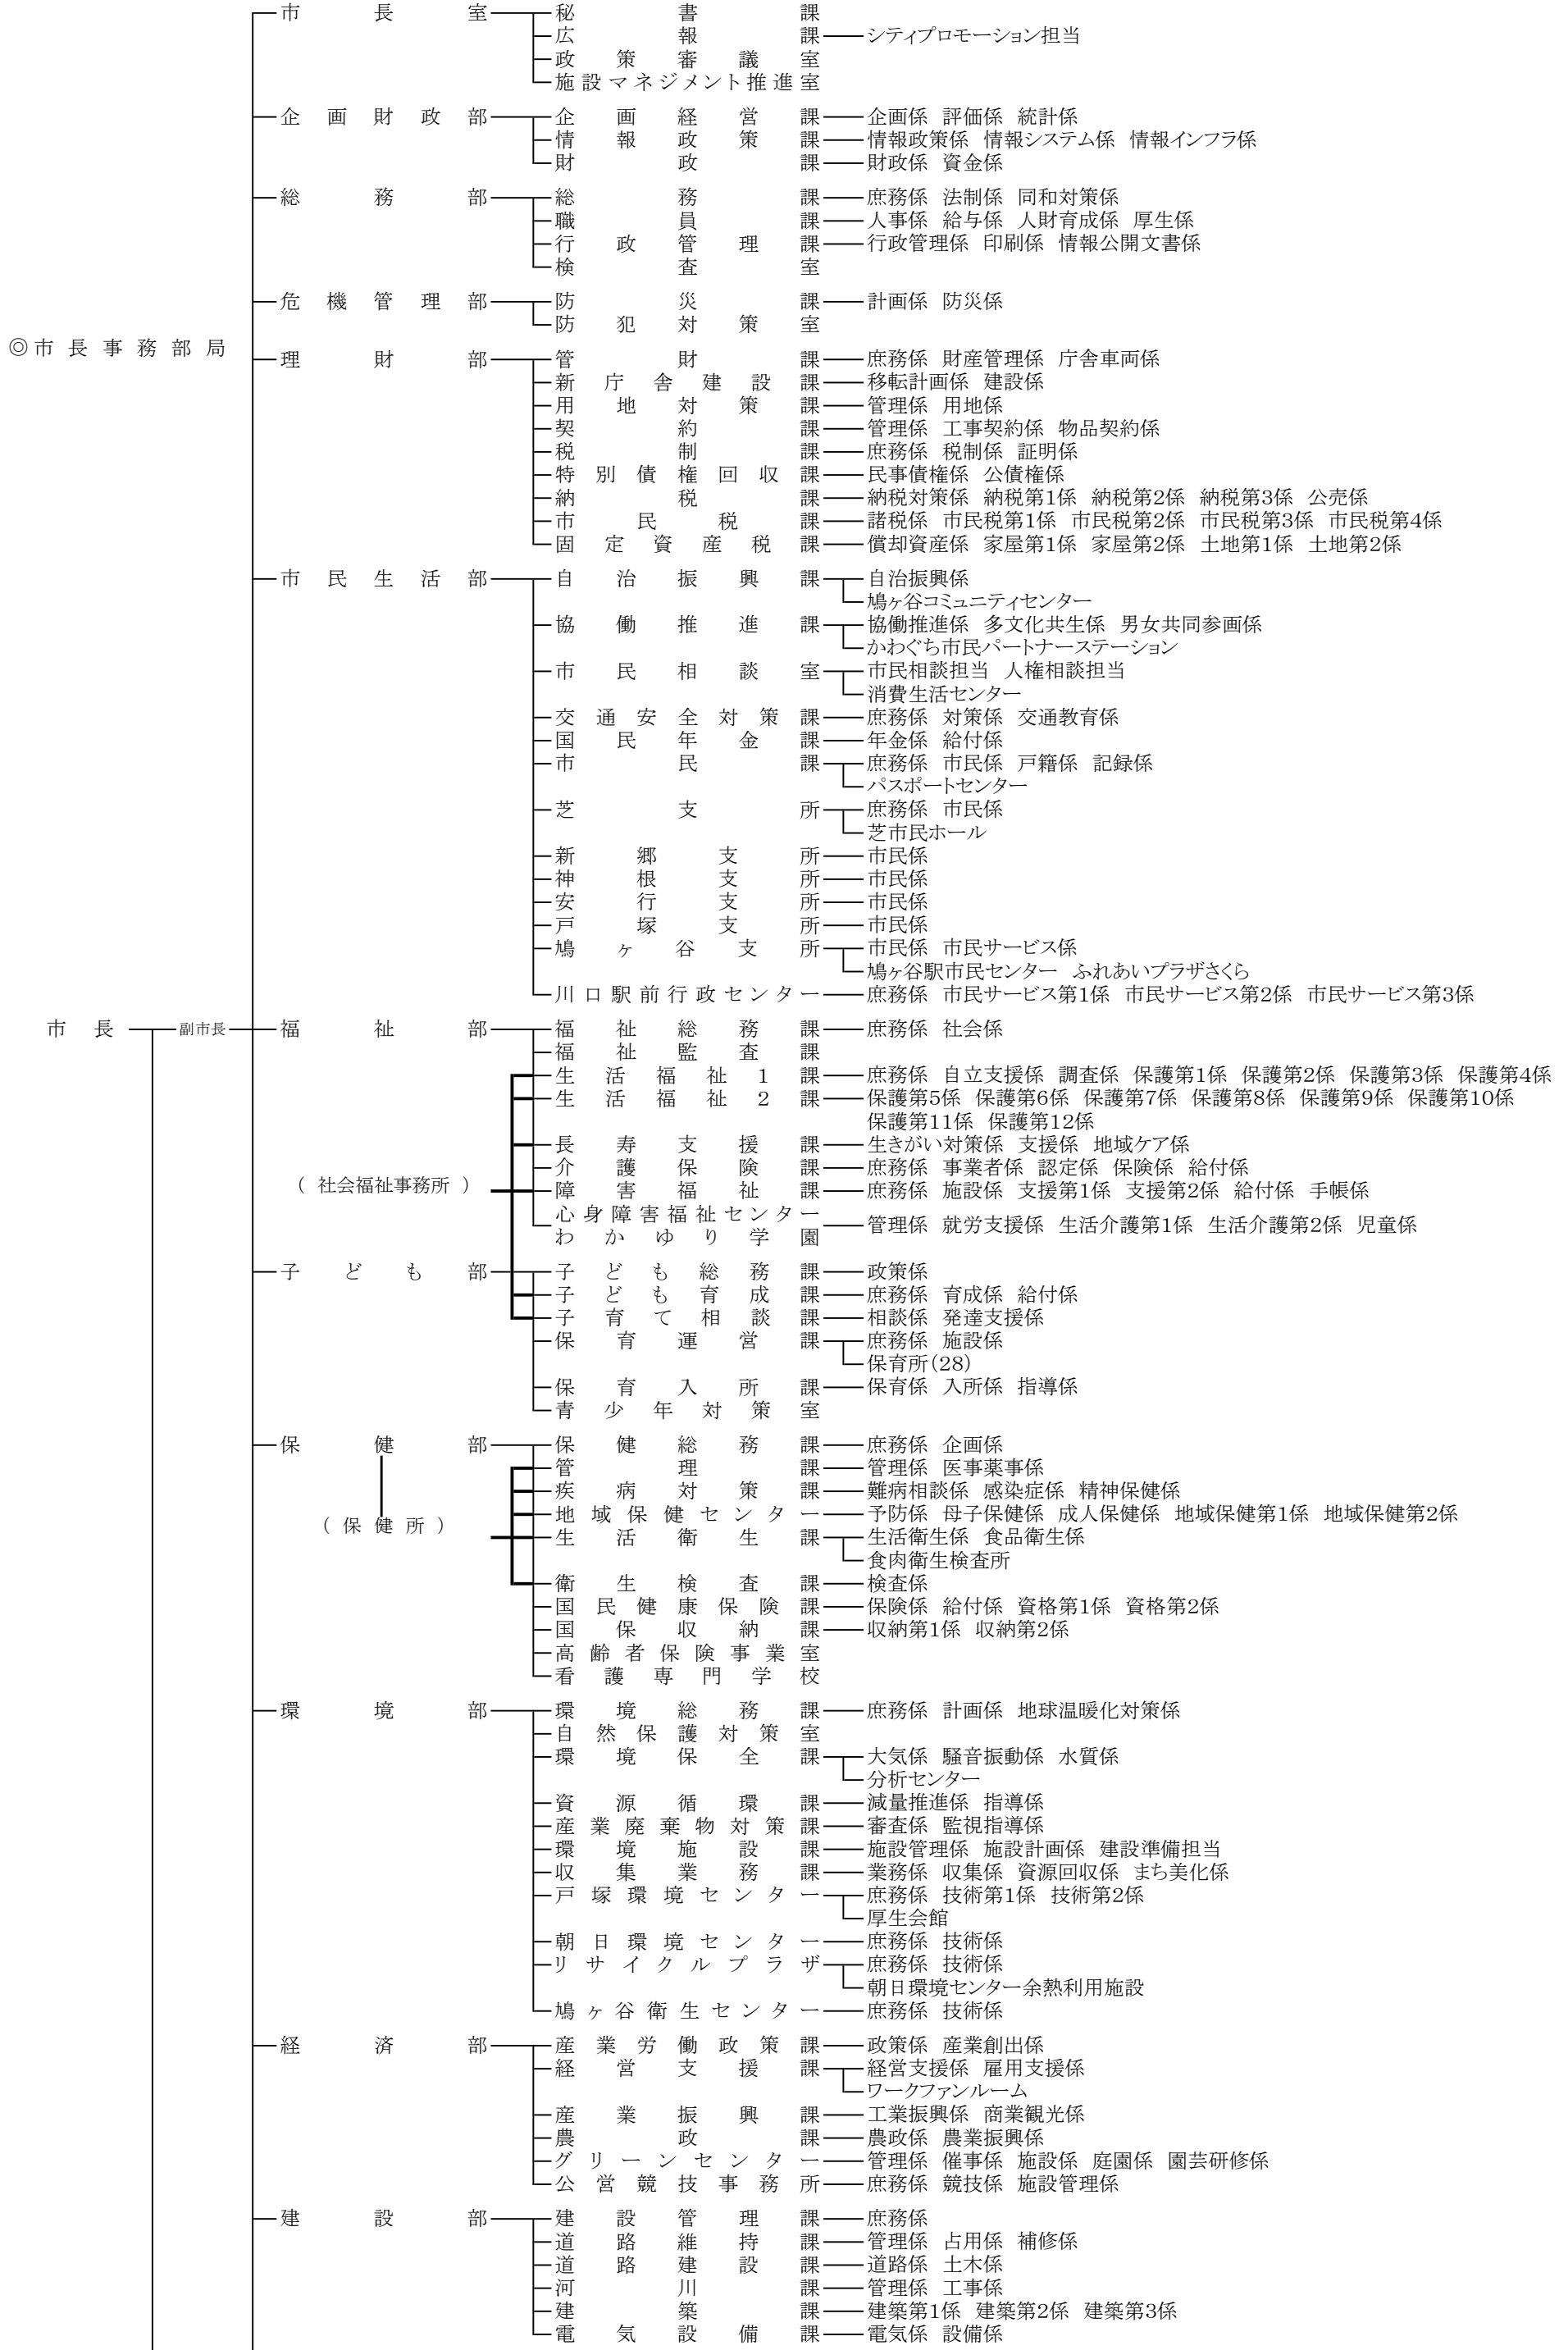 市長室 秘書課
広報課 シティプロモーション担当
政策審議室
施設マネジメント推進室
企画財政部 企画経営課 企画係 評価係 統計係
情報政策課 情報政策係 情報システム係 情報インフラ係
財政課 財政係 資金係
総務部 総務課 庶務係 法制係 同和対策係
職員課 人事係 給与係 人財育成係 厚生係
行政管理課 行政管理係 印刷係 情報公開文書係
検査室
危機管理部 防災課 計画係 防災係
防犯対策室
◎市長事務部局
理財部 管財課 庶務係 財産管理係 庁舎車両係
新庁舎建設課 移転計画係 建設係
用地対策課 管理係 用地係
契約課 管理係 工事契約係 物品契約係
税制課 庶務係 税制係 証明係
特別債権回収課 民事債権係 公債権係
納税課 納税対策係 納税第1係 納税第2係 納税第3係 公売係
市民税課 諸税係 市民税第1係 市民税第2係 市民税第3係 市民税第4係
固定資産税課 償却資産係 家屋第1係 家屋第2係 土地第1係 土地第2係
市民生活部 自治振興課 自治振興係
鳩ヶ谷コミュニティセンター
協働推進課 協働推進係 多文化共生係 男女共同参画係
かわぐち市民パートナーステーション
市民相談室 市民相談担当 人権相談担当
消費生活センター
交通安全対策課 庶務係 対策係 交通教育係
国民年金課 年金係 給付係
市民課 庶務係 市民係 戸籍係 記録係
パスポートセンター
芝支所 庶務係 市民係
芝市民ホール
新郷支所 市民係
神根支所 市民係
安行支所 市民係
戸塚支所 市民係
鳩ヶ谷支所 市民係 市民サービス係
鳩ヶ谷駅市民センター ふれあいプラザさくら
川口駅前行政センター 庶務係 市民サービス第1係 市民サービス第2係 市民サービス第3係
市長 副市長 福祉部 福祉総務課 庶務係 社会係
福祉監査課
生活福祉1課 庶務係 自立支援係 調査係 保護第1係 保護第2係 保護第3係 保護第4係
生活福祉2課 保護第5係 保護第6係 保護第7係 保護第8係 保護第9係 保護第10係
保護第11係 保護第12係
長寿支援課 生きがい対策係 支援係 地域ケア係
介護保険課 庶務係 事業者係 認定係 保険係 給付係
(社会福祉事務所) 障害福祉課 庶務係 施設係 支援第1係 支援第2係 給付係 手帳係
心身障害福祉センター
わかゆり学園 管理係 就労支援係 生活介護第1係 生活介護第2係 児童係
子ども部 子ども総務課 政策係
子ども育成課 庶務係 育成係 給付係
子育て相談課 相談係 発達支援係
保育運営課 庶務係 施設係
保育所(28)
保育入所課 保育係 入所係 指導係
青少年対策室
保健部 保健総務課 庶務係 企画係
管理課 管理係 医事薬事係
疾病対策課 難病相談係 感染症係 精神保健係
地域保健センター 予防係 母子保健係 成人保健係 地域保健第1係 地域保健第2係
(保健所) 生活衛生課 生活衛生係 食品衛生係
食肉衛生検査所
衛生検査課 検査係
国民健康保険課 保険係 給付係 資格第1係 資格第2係
国保収納課 収納第1係 収納第2係
高齢者保険事業室
看護専門学校
環境部 環境総務課 庶務係 計画係 地球温暖化対策係
自然保護対策室
環境保全課 大気係 騒音振動係 水質係
分析センター
資源循環課 減量推進係 指導係
産業廃棄物対策課 審査係 監視指導係
環境施設課 施設管理係 施設計画係 建設準備担当
収集業務課 業務係 収集係 資源回収係 まち美化係
戸塚環境センター 庶務係 技術第1係 技術第2係
厚生会館
朝日環境センター 庶務係 技術係
リサイクルプラザ 庶務係 技術係
朝日環境センター余熱利用施設
鳩ヶ谷衛生センター 庶務係 技術係
経済部 産業労働政策課 政策係 産業創出係
経営支援課 経営支援係 雇用支援係
ワークファンルーム
産業振興課 工業振興係 商業観光係
農政課 農政係 農業振興係
グリーンセンター 管理係 催事係 施設係 庭園係 園芸研修係
公営競技事務所 庶務係 競技係 施設管理係
建設部 建設管理課 庶務係
道路維持課 管理係 占用係 補修係
道路建設課 道路係 土木係
河川課 管理係 工事係
建築課 建築第1係 建築第2係 建築第3係
電気設備課 電気係 設備係